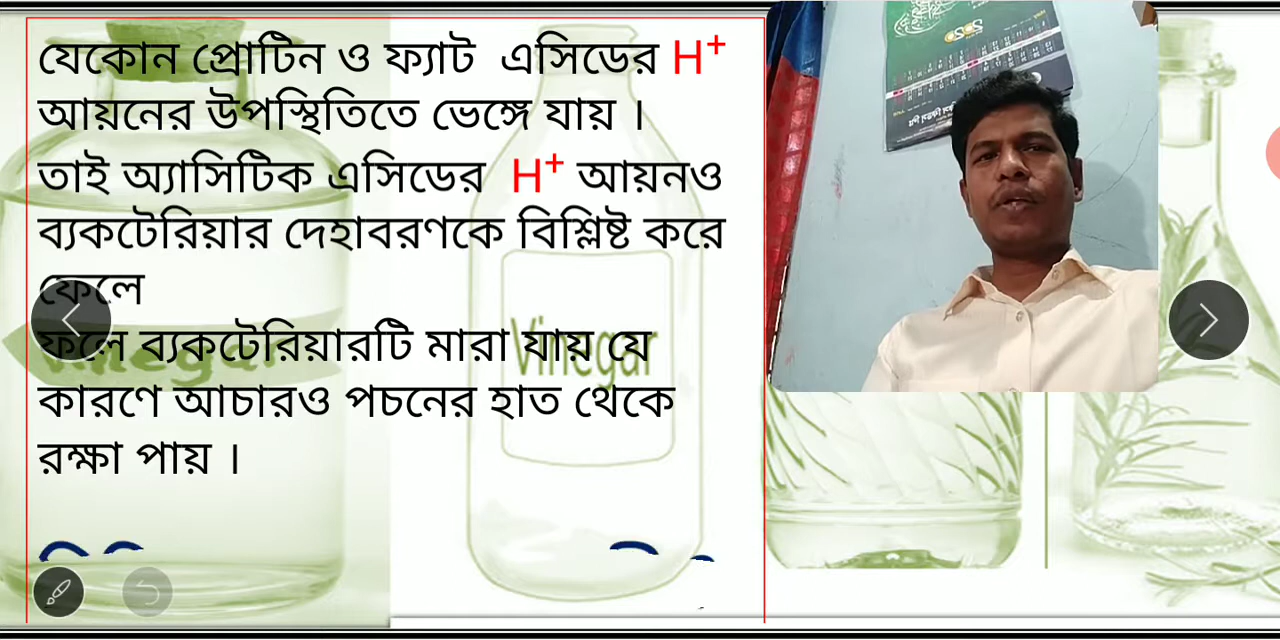 যেকোন প্রোটিন ও ফ্যাট এসিডের H⁺
আয়নের উপস্থিতিতে ভেঙ্গে যায় ।
তাই অ্যাসিটিক এসিডের H⁺ আয়নও
ব্যকটেরিয়ার দেহাবরণকে বিশ্লিষ্ট করে
ফেলে
ফলে ব্যকটেরিয়ারটি মারা যায় যে
কারণে আচারও পচনের হাত থেকে
রক্ষা পায় ।
Vinegar